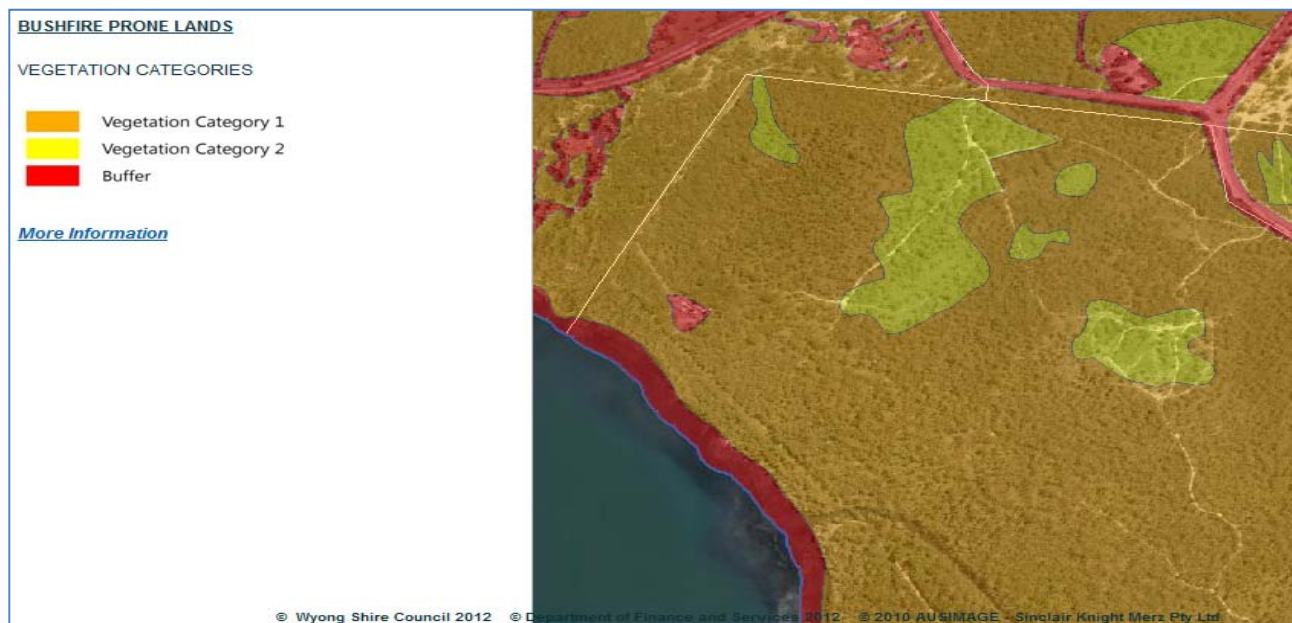 BUSHFIRE PRONE LANDS
VEGETATION CATEGORIES
Vegetation Category 1
Vegetation Category 2
Buffer
More Information
© Wyong Shire Council 2012 © Department of Finance and Services 2012 © 2010 AUSIMAGE - Sinclair Knight Merz Pty Ltd